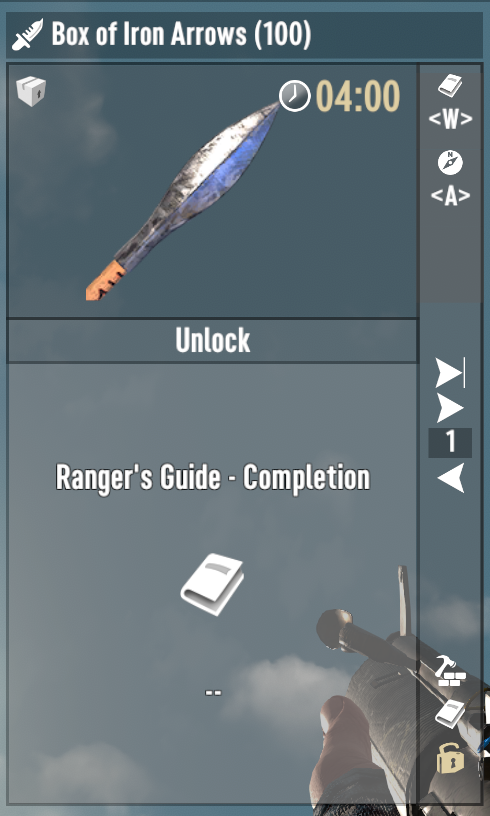 Box of Iron Arrows (100)
04:00
<W>
<A>
Unlock
1
Ranger's Guide - Completion
--